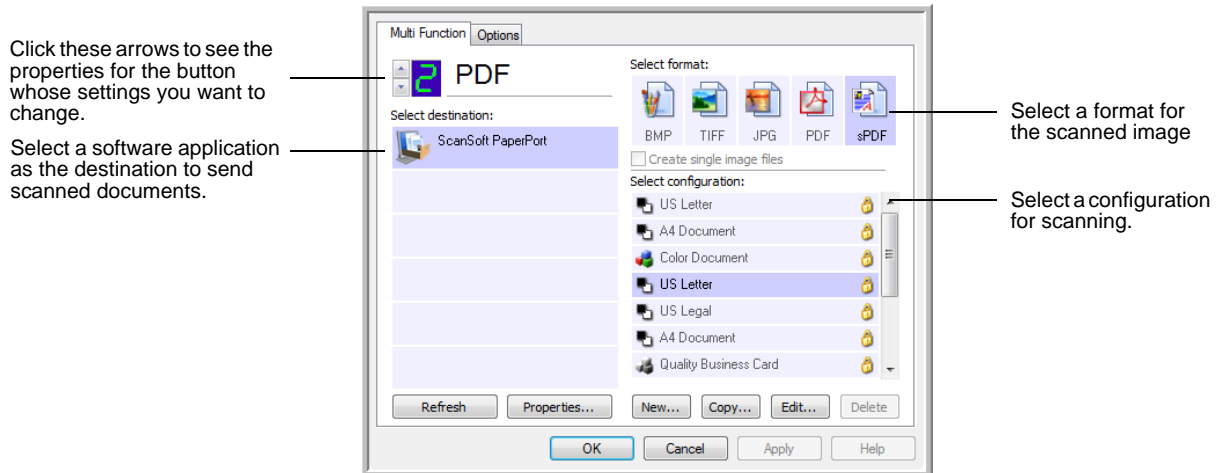 Click these arrows to see the
properties for the button
whose settings you want to
change.
Select a software application
as the destination to send
scanned documents.
Multi Function
Options
2
PDF
Select destination:
ScanSoft PaperPort
Refresh
Properties...
Select format:
BMP
TIFF
JPG
PDF
sPDF
Create single image files
Select configuration:
US Letter
A4 Document
Color Document
US Letter
US Legal
A4 Document
Quality Business Card
New...
Copy...
Edit...
Delete
OK
Cancel
Apply
Help
Select a format for
the scanned image
Select a configuration
for scanning.